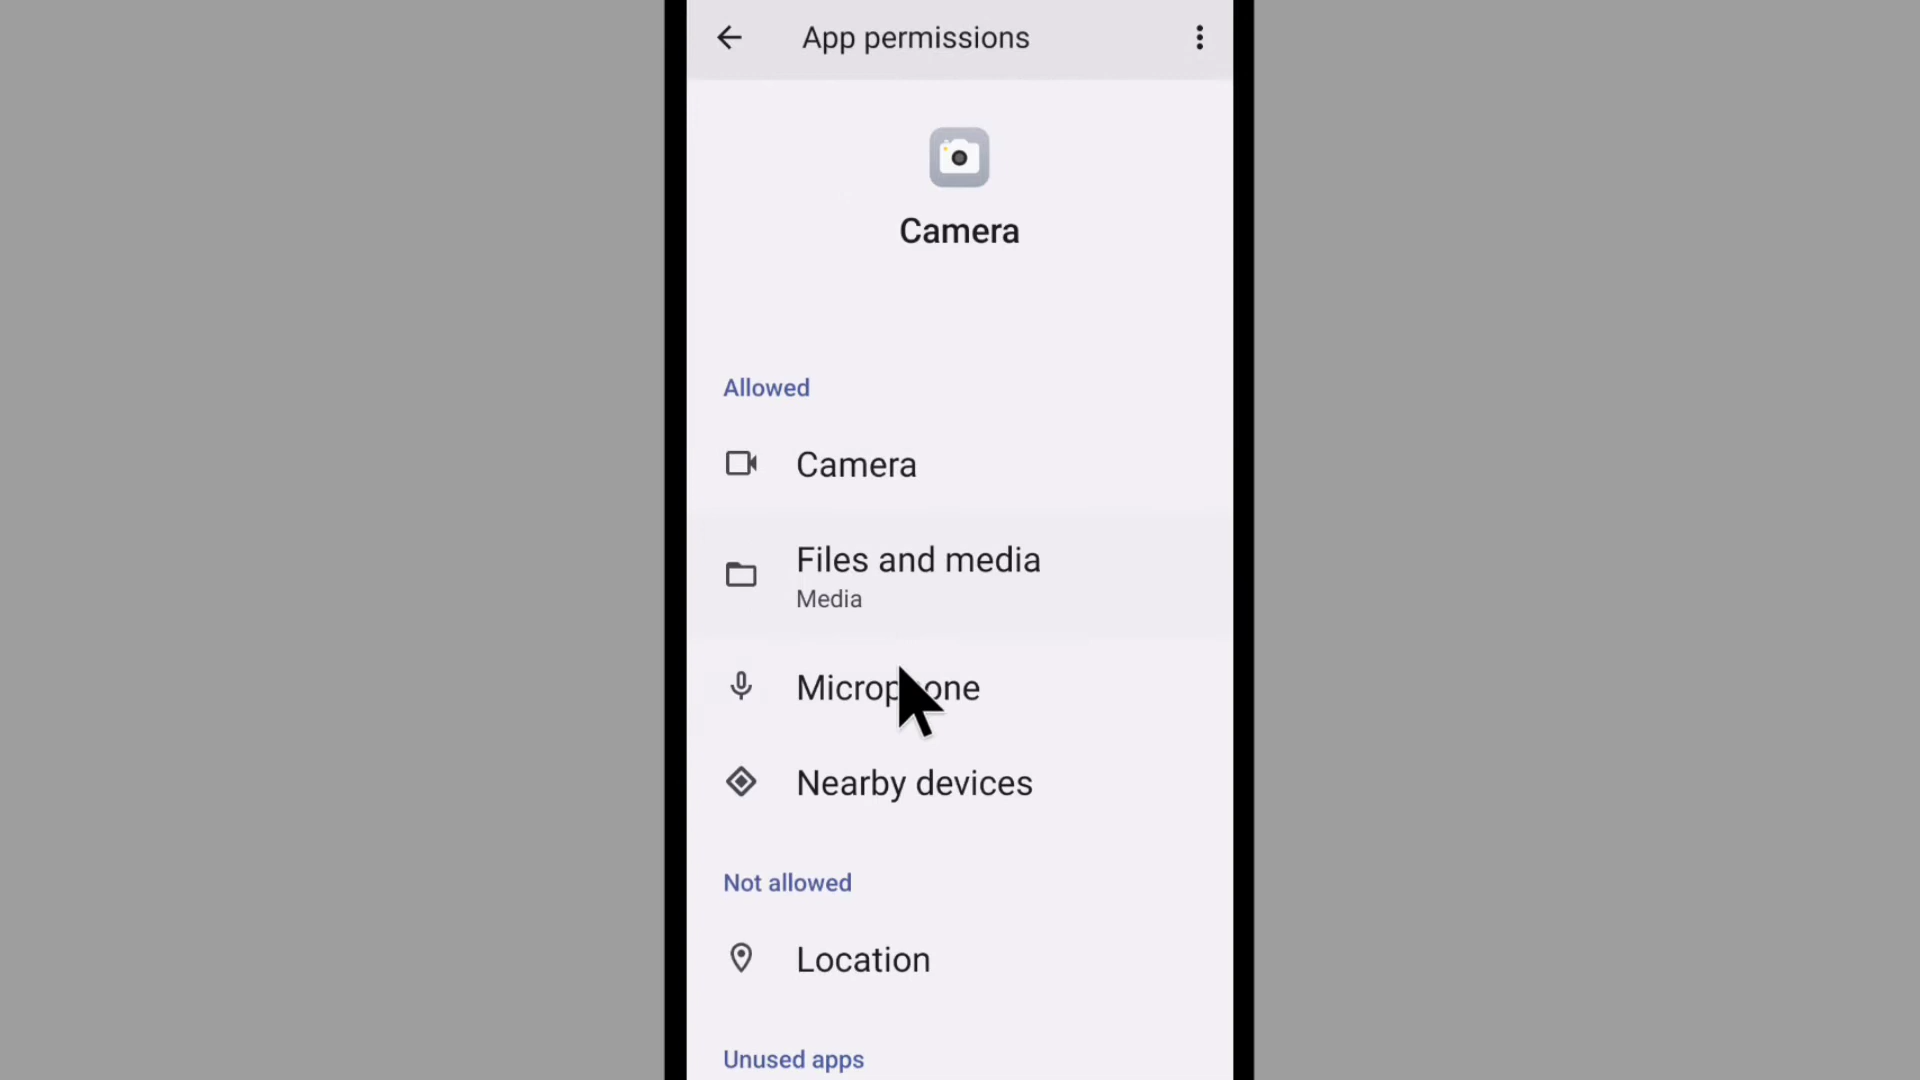 App permissions
Camera
Allowed
Camera
Files and media
Media
Microphone
Nearby devices
Not allowed
Location
Unused apps